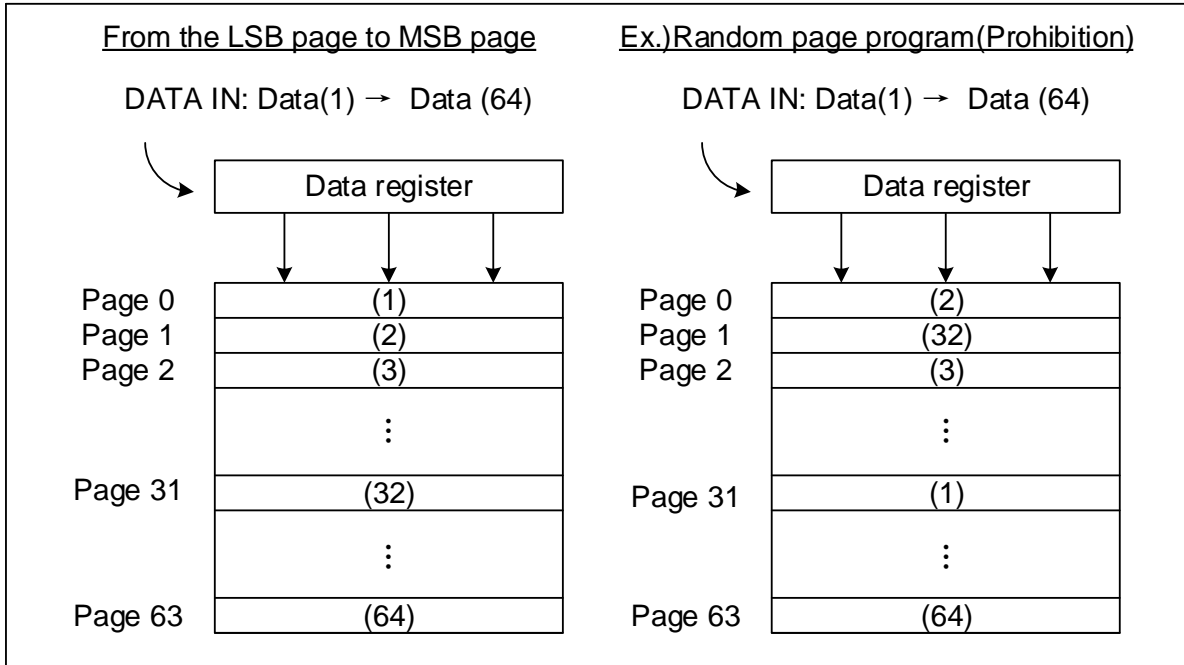 From the LSB page to MSB page
DATA IN: Data(1) → Data (64)
Data register
Page 0 (1)
Page 1 (2)
Page 2 (3)
⋮
Page 31 (32)
⋮
Page 63 (64)
Ex.)Random page program(Prohibition)
DATA IN: Data(1) → Data (64)
Data register
Page 0 (2)
Page 1 (32)
Page 2 (3)
⋮
Page 31 (1)
⋮
Page 63 (64)